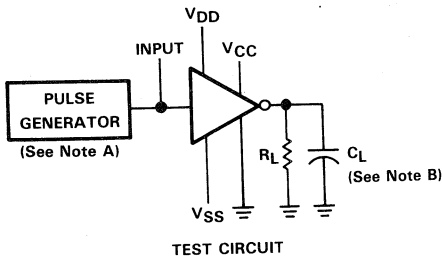 VDD
INPUT
VCC
PULSE
GENERATOR
(See Note A)
RL
CL
(See Note B)
VSS
TEST CIRCUIT